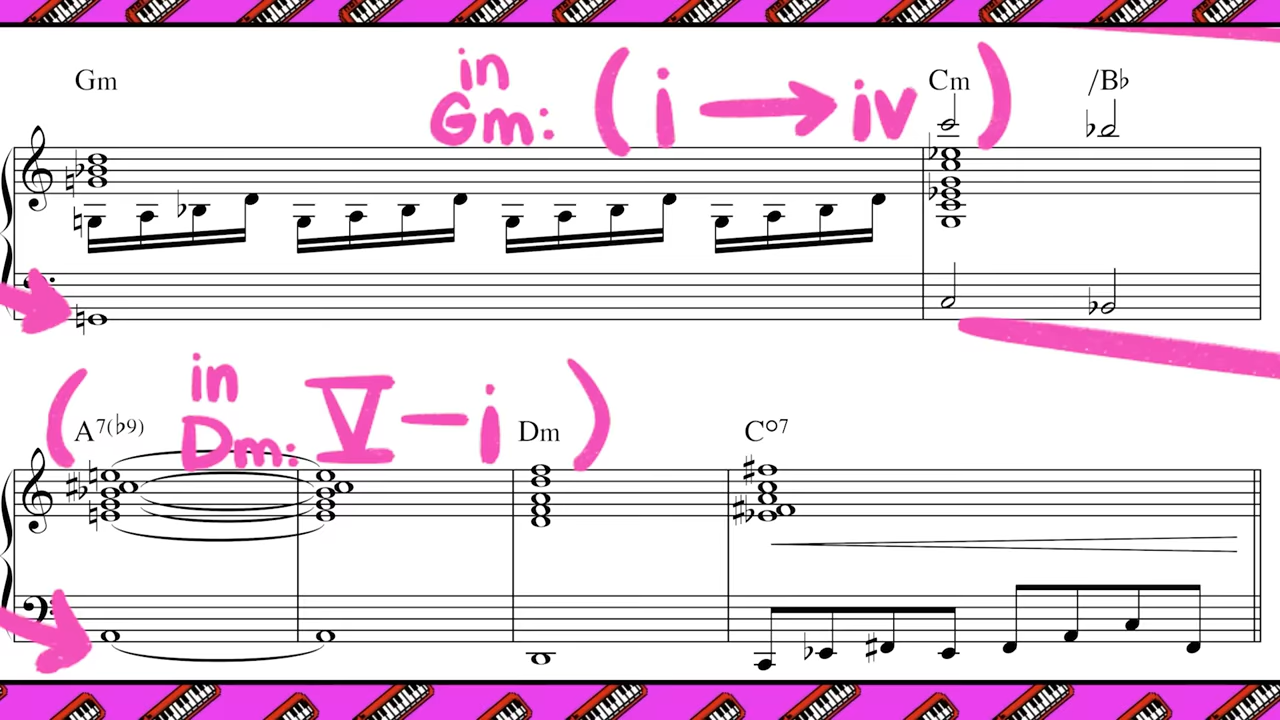 Gm
in
Gm: (i → iv)
Cm /B♭
A7(♭9)
(in
Dm: V – i)
Dm
C°7